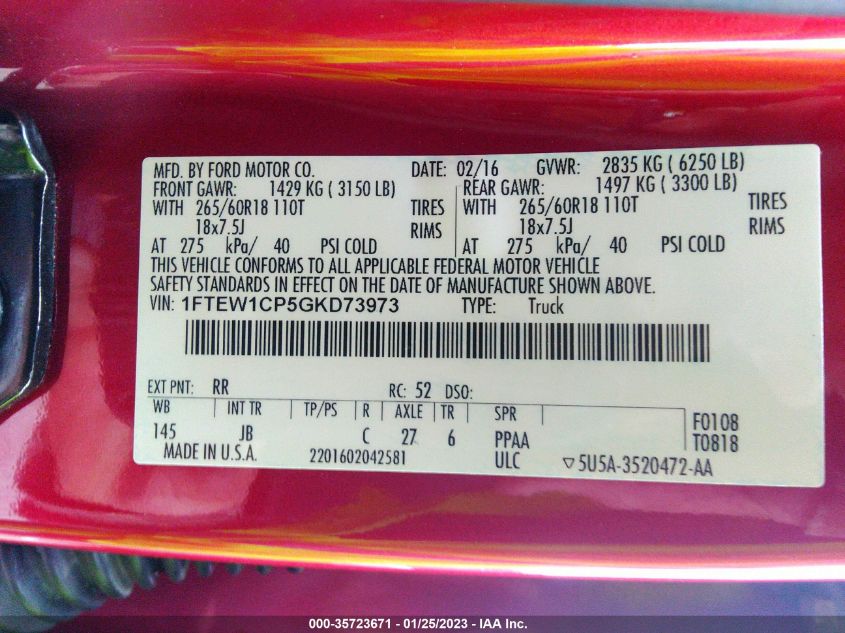 MFD. BY FORD MOTOR CO. DATE: 02/16 GVWR: 2835 KG ( 6250 LB)
FRONT GAWR: 1429 KG ( 3150 LB) REAR GAWR: 1497 KG ( 3300 LB)
WITH 265/60R18 110T TIRES WITH 265/60R18 110T TIRES
18x7.5J RIMS 18x7.5J RIMS
AT 275 kPa/ 40 PSI COLD AT 275 kPa/ 40 PSI COLD
THIS VEHICLE CONFORMS TO ALL APPLICABLE FEDERAL MOTOR VEHICLE
SAFETY STANDARDS IN EFFECT ON THE DATE OF MANUFACTURE SHOWN ABOVE.
VIN: 1FTEW1CP5GKD73973 TYPE: Truck
EXT PNT: RR RC: 52 DSO:
WB INT TR TP/PS R AXLE TR SPR F0108
145 JB C 27 6 PPAA T0818
MADE IN U.S.A. 2201602042581 ULC ▽5U5A-3520472-AA
000-35723671 - 01/25/2023 - IAA Inc.